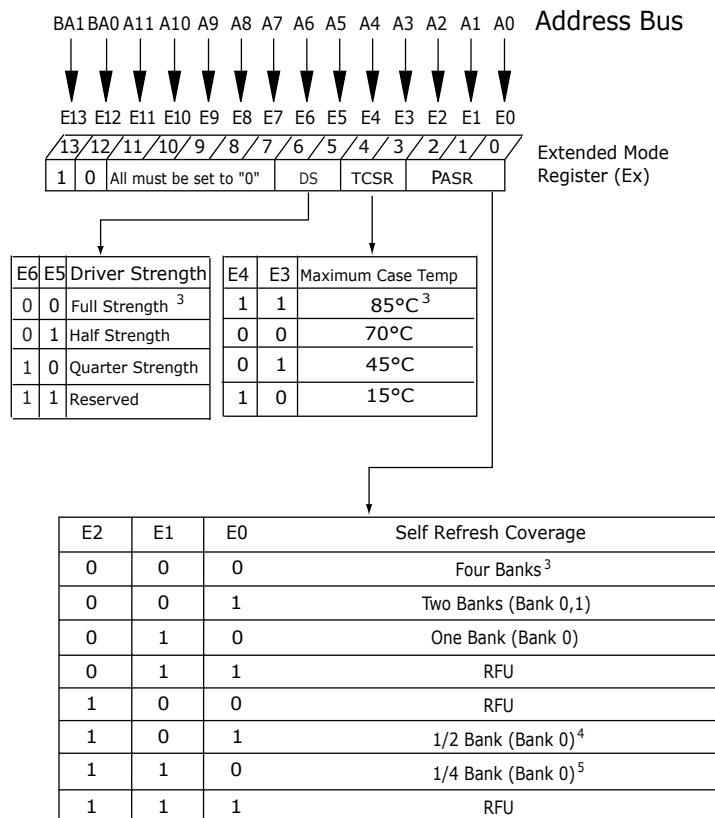 BA1 BA0 A11 A10 A9 A8 A7 A6 A5 A4 A3 A2 A1 A0 Address Bus
E13 E12 E11 E10 E9 E8 E7 E6 E5 E4 E3 E2 E1 E0
13 12 11 10 9 8 7 6 5 4 3 2 1 0 Extended Mode
1 0 All must be set to "0" DS TCSR PASR Register (Ex)
E6 E5 Driver Strength
0 0 Full Strength 3
0 1 Half Strength
1 0 Quarter Strength
1 1 Reserved
E4 E3 Maximum Case Temp
1 1 85°C 3
0 0 70°C
0 1 45°C
1 0 15°C
E2 E1 E0 Self Refresh Coverage
0 0 0 Four Banks 3
0 0 1 Two Banks (Bank 0,1)
0 1 0 One Bank (Bank 0)
0 1 1 RFU
1 0 0 RFU
1 0 1 1/2 Bank (Bank 0) 4
1 1 0 1/4 Bank (Bank 0) 5
1 1 1 RFU